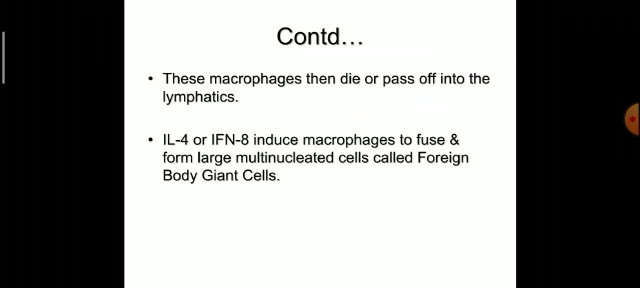 Contd...
• These macrophages then die or pass off into the
lymphatics.
• IL-4 or IFN-8 induce macrophages to fuse &
form large multinucleated cells called Foreign
Body Giant Cells.